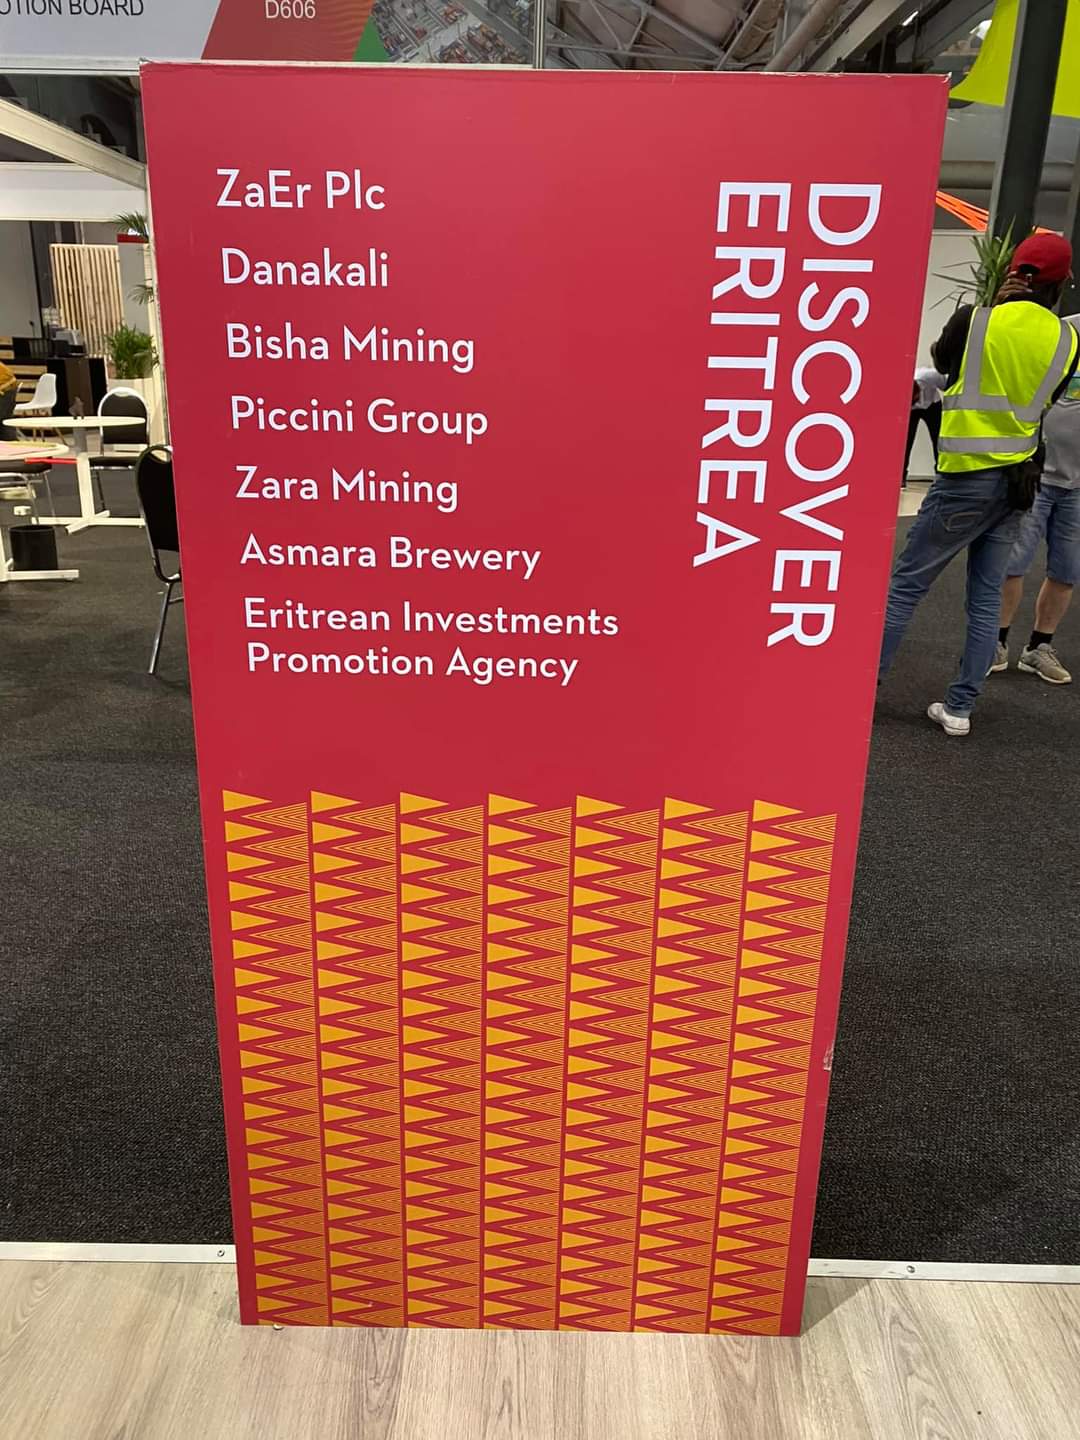 OTION BOARD
D606
ZaEr Plc
Danakali
Bisha Mining
Piccini Group
Zara Mining
Asmara Brewery
Eritrean Investments
Promotion Agency
DISCOVER
ERITREA